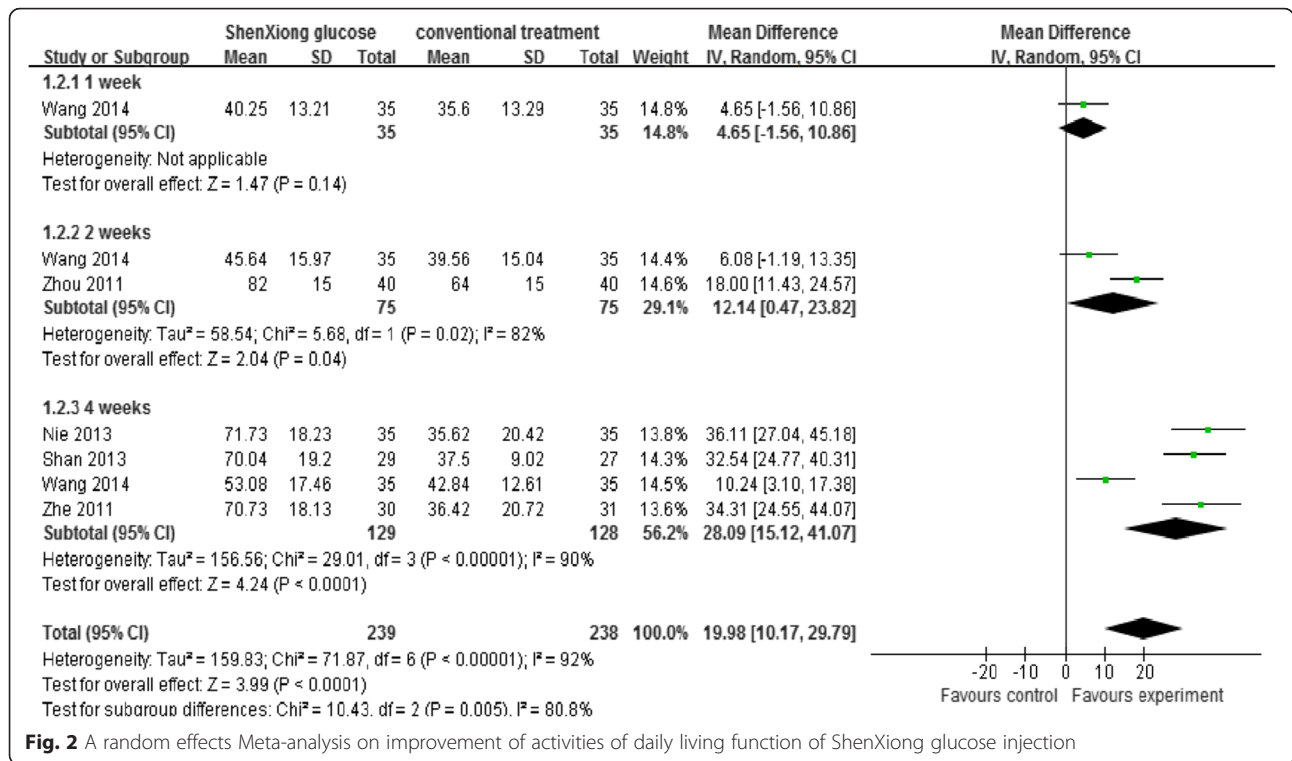 ShenXiong glucose conventional treatment Mean Difference Mean Difference
Study or Subgroup Mean SD Total Mean SD Total Weight IV, Random, 95% CI IV, Random, 95% CI
1.2.1 1 week
Wang 2014 40.25 13.21 35 35.6 13.29 35 14.8% 4.65 [-1.56, 10.86]
Subtotal (95% CI) 35 35 14.8% 4.65 [-1.56, 10.86]
Heterogeneity: Not applicable
Test for overall effect: Z = 1.47 (P = 0.14)
1.2.2 2 weeks
Wang 2014 45.64 15.97 35 39.56 15.04 35 14.4% 6.08 [-1.19, 13.35]
Zhou 2011 82 15 40 64 15 40 14.6% 18.00 [11.43, 24.57]
Subtotal (95% CI) 75 75 29.1% 12.14 [0.47, 23.82]
Heterogeneity: Tau² = 58.54; Chi² = 5.68, df = 1 (P = 0.02); I² = 82%
Test for overall effect: Z = 2.04 (P = 0.04)
1.2.3 4 weeks
Nie 2013 71.73 18.23 35 35.62 20.42 35 13.8% 36.11 [27.04, 45.18]
Shan 2013 70.04 19.2 29 37.5 9.02 27 14.3% 32.54 [24.77, 40.31]
Wang 2014 53.08 17.46 35 42.84 12.61 35 14.5% 10.24 [3.10, 17.38]
Zhe 2011 70.73 18.13 30 36.42 20.72 31 13.6% 34.31 [24.55, 44.07]
Subtotal (95% CI) 129 128 56.2% 28.09 [15.12, 41.07]
Heterogeneity: Tau² = 156.56; Chi² = 29.01, df = 3 (P < 0.00001); I² = 90%
Test for overall effect: Z = 4.24 (P < 0.0001)
Total (95% CI) 239 238 100.0% 19.98 [10.17, 29.79]
Heterogeneity: Tau² = 159.83; Chi² = 71.87, df = 6 (P < 0.00001); I² = 92%
Test for overall effect: Z = 3.99 (P < 0.0001)
Test for subgroup differences: Chi² = 10.43, df = 2 (P = 0.005), I² = 80.8%
-20 -10 0 10 20
Favours control Favours experiment
Fig. 2 A random effects Meta-analysis on improvement of activities of daily living function of ShenXiong glucose injection